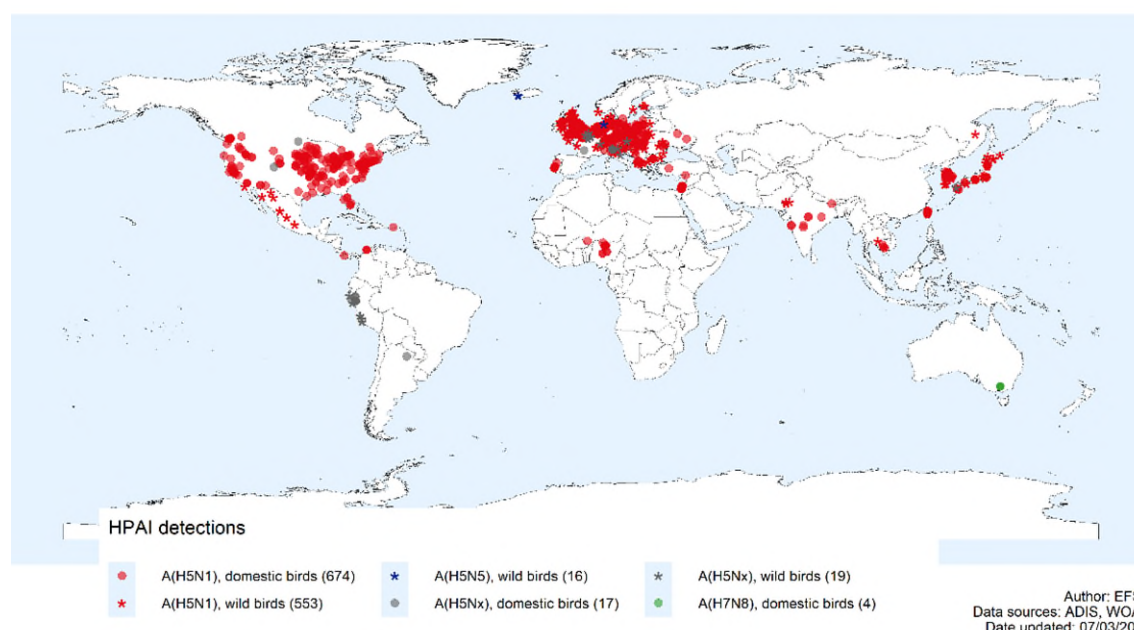 HPAI detections
A(H5N1), domestic birds (674)
A(H5N5), wild birds (16)
A(H5Nx), wild birds (19)
A(H5N1), wild birds (553)
A(H5Nx), domestic birds (17)
A(H7N8), domestic birds (4)
Author:
Data sources: ADIS,
Date updated: